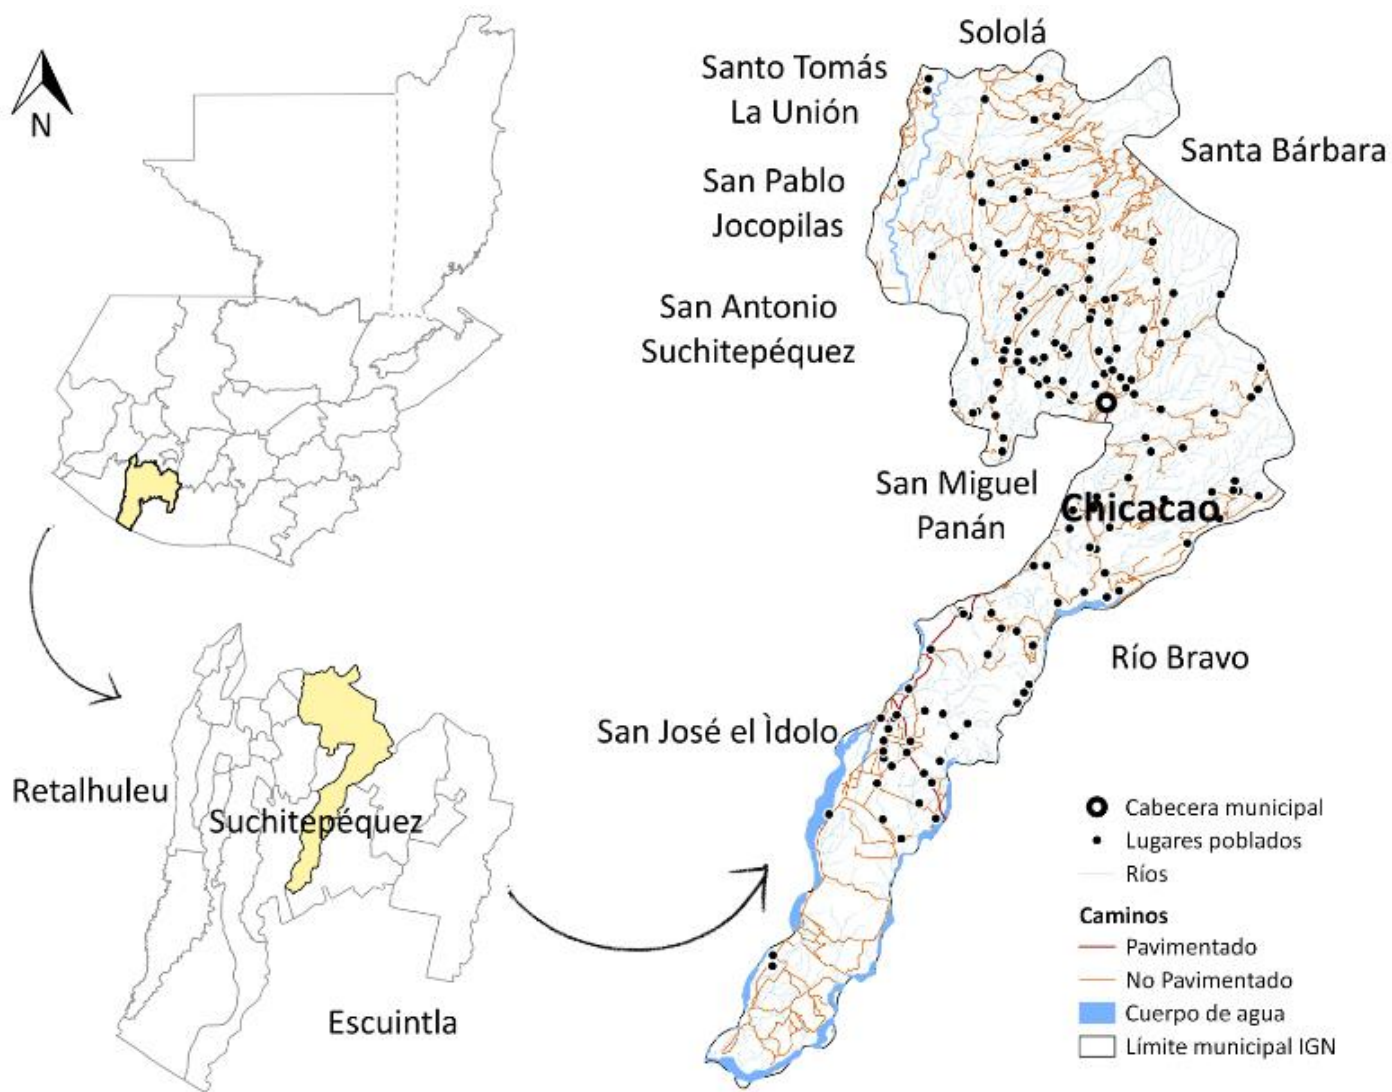 N
Sololá
Santo Tomás
La Unión
Santa Bárbara
San Pablo
Jocopilas
San Antonio
Suchitepéquez
San Miguel
Panán
Chicacao
Río Bravo
San José el Ìdolo
Retalhuleu
Suchitepéquez
Escuintla
Cabecera municipal
Lugares poblados
Ríos
Caminos
Pavimentado
No Pavimentado
Cuerpo de agua
Límite municipal IGN